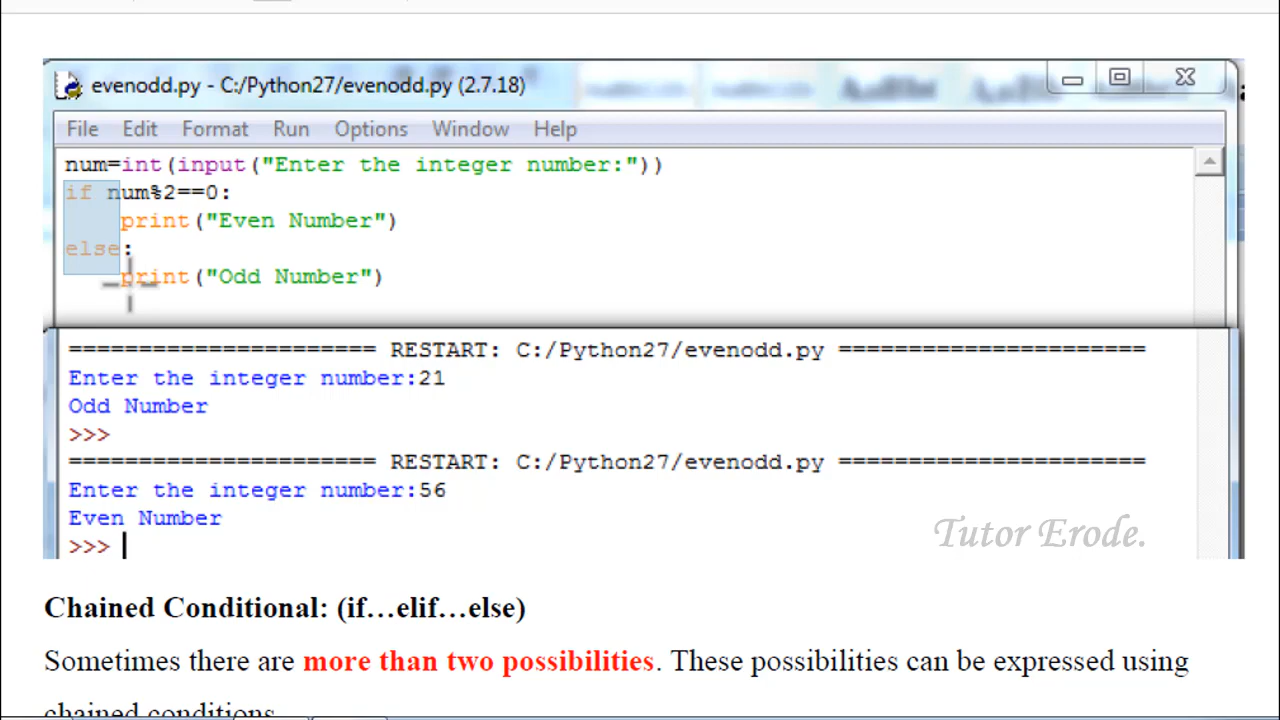 evenodd.py - C:/Python27/evenodd.py (2.7.18)
File Edit Format Run Options Window Help
num=int(input("Enter the integer number:"))
if num%2==0:
    print("Even Number")
else:
    print("Odd Number")
====================== RESTART: C:/Python27/evenodd.py ======================
Enter the integer number:21
Odd Number
>>>
====================== RESTART: C:/Python27/evenodd.py ======================
Enter the integer number:56
Even Number
>>>
Tutor Erode.
Chained Conditional: (if…elif…else)
Sometimes there are more than two possibilities. These possibilities can be expressed using
chained conditions.